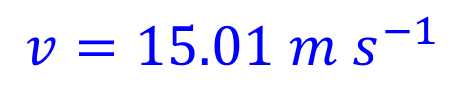 v = 15.01 m s⁻¹